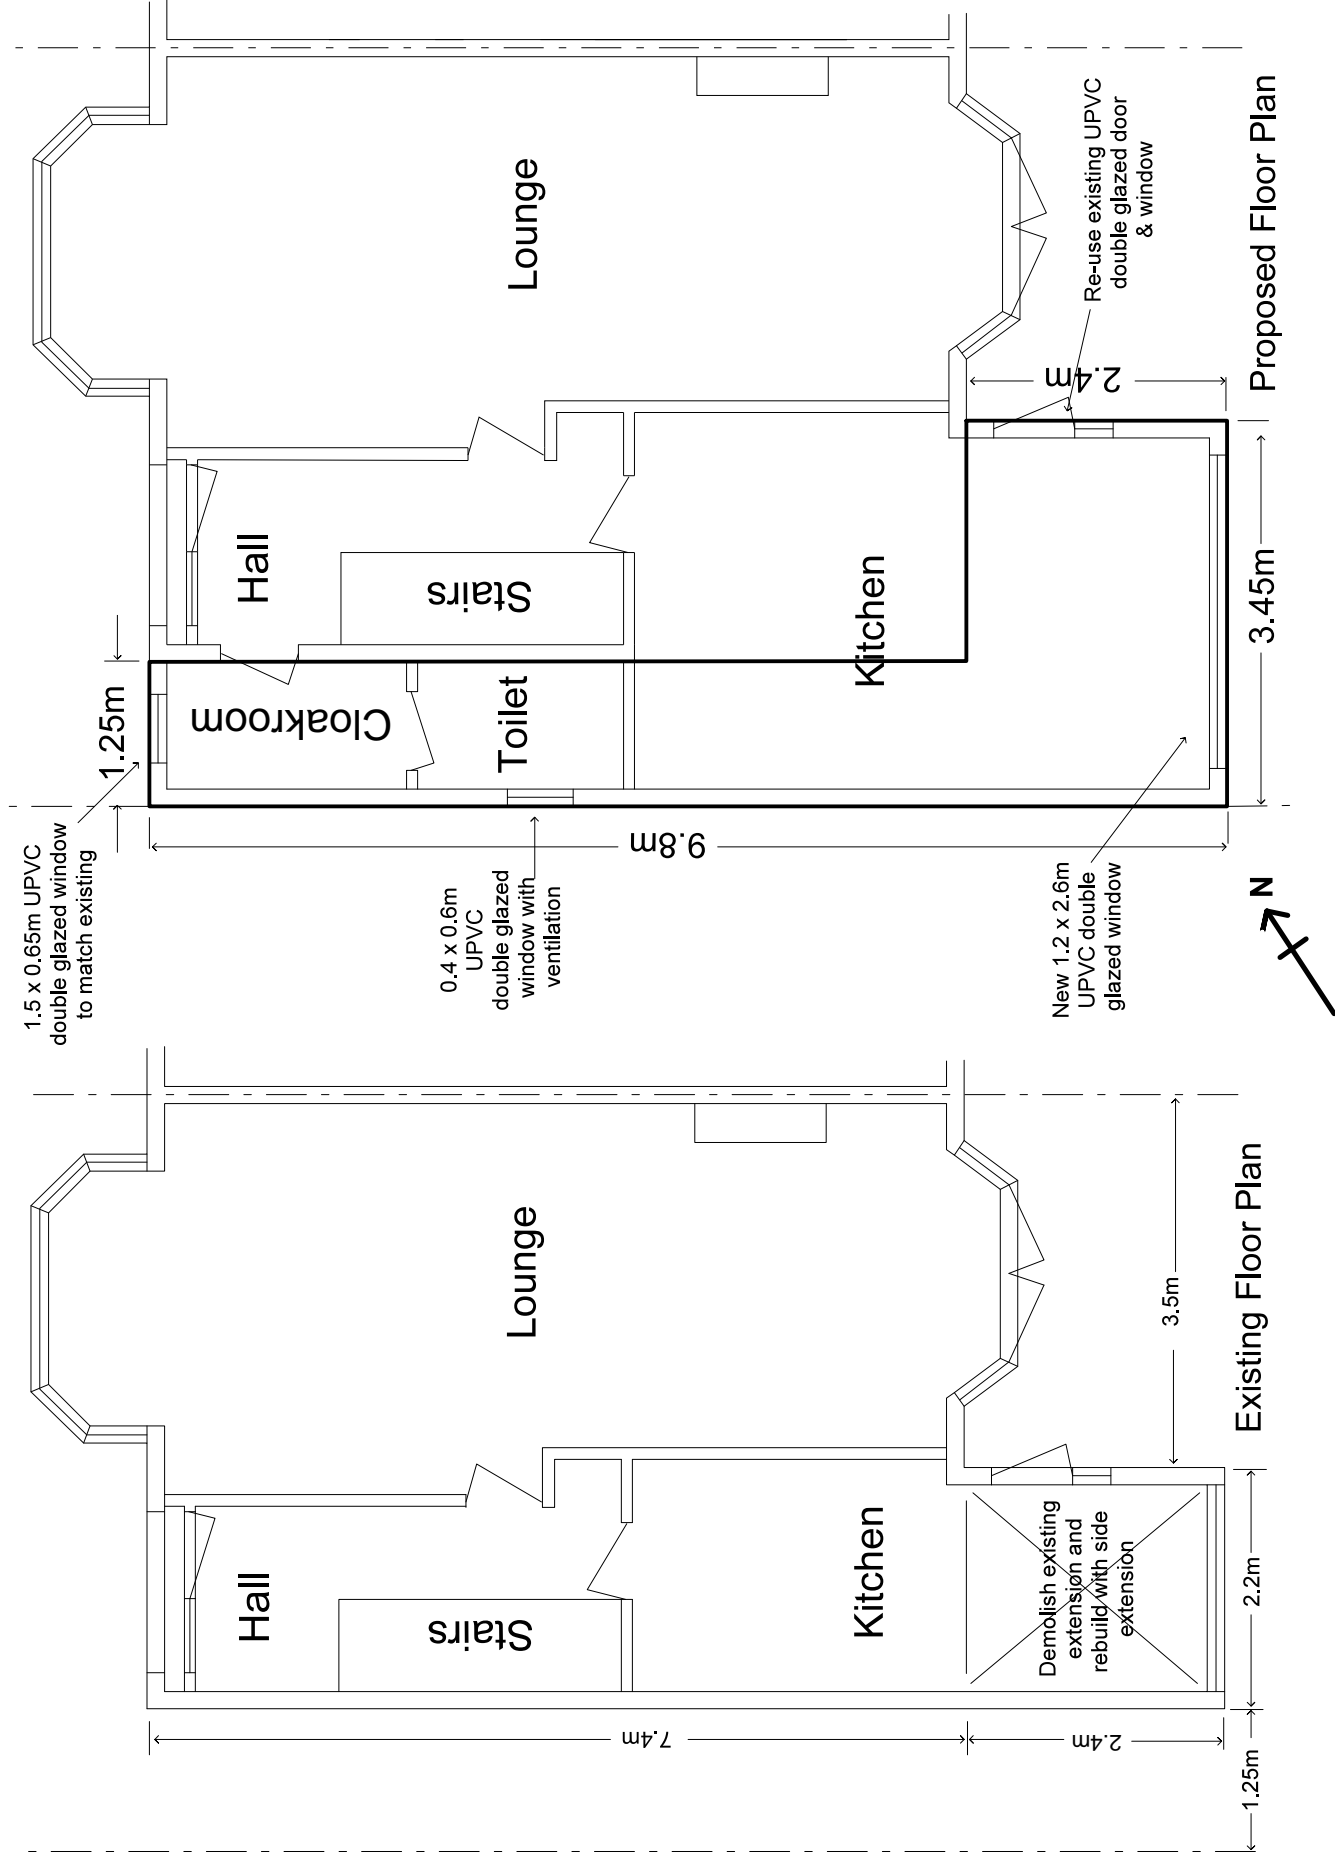 Existing Floor Plan
Lounge
Hall
Stairs
Kitchen
Demolish existing
extension and
rebuild with side
extension
7.4m
2.4m
1.25m
2.2m
3.5m
N
Proposed Floor Plan
Lounge
Hall
Stairs
Cloakroom
Toilet
Kitchen
1.25m
9.8m
3.45m
2.4m
1.5 x 0.65m UPVC
double glazed window
to match existing
0.4 x 0.6m
UPVC
double glazed
window with
ventilation
New 1.2 x 2.6m
UPVC double
glazed window
Re-use existing UPVC
double glazed door
& window